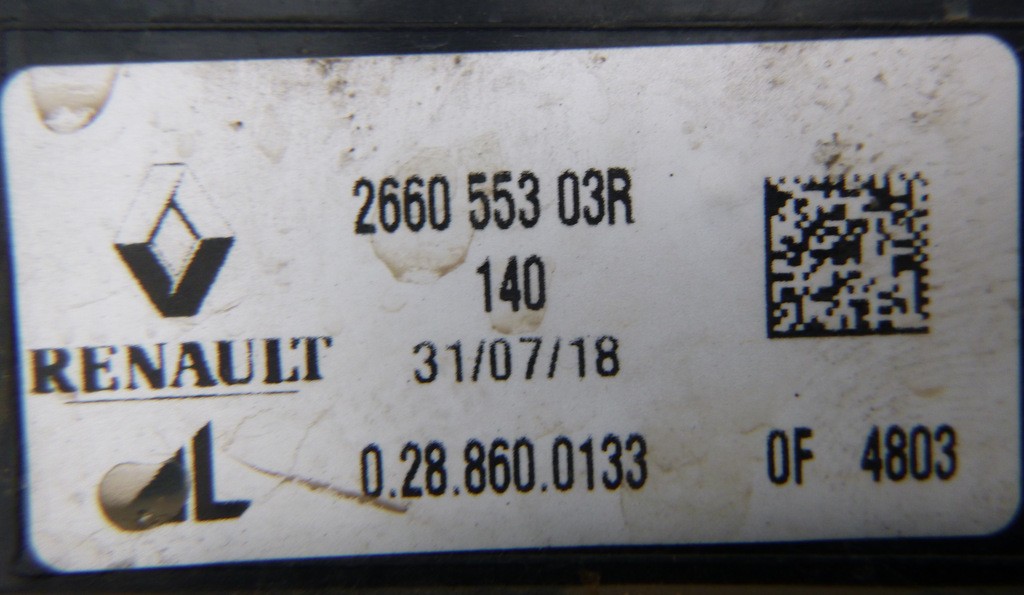 2660 553 03R
140
RENAULT
31/07/18
0.28.860.0133 0F 4803